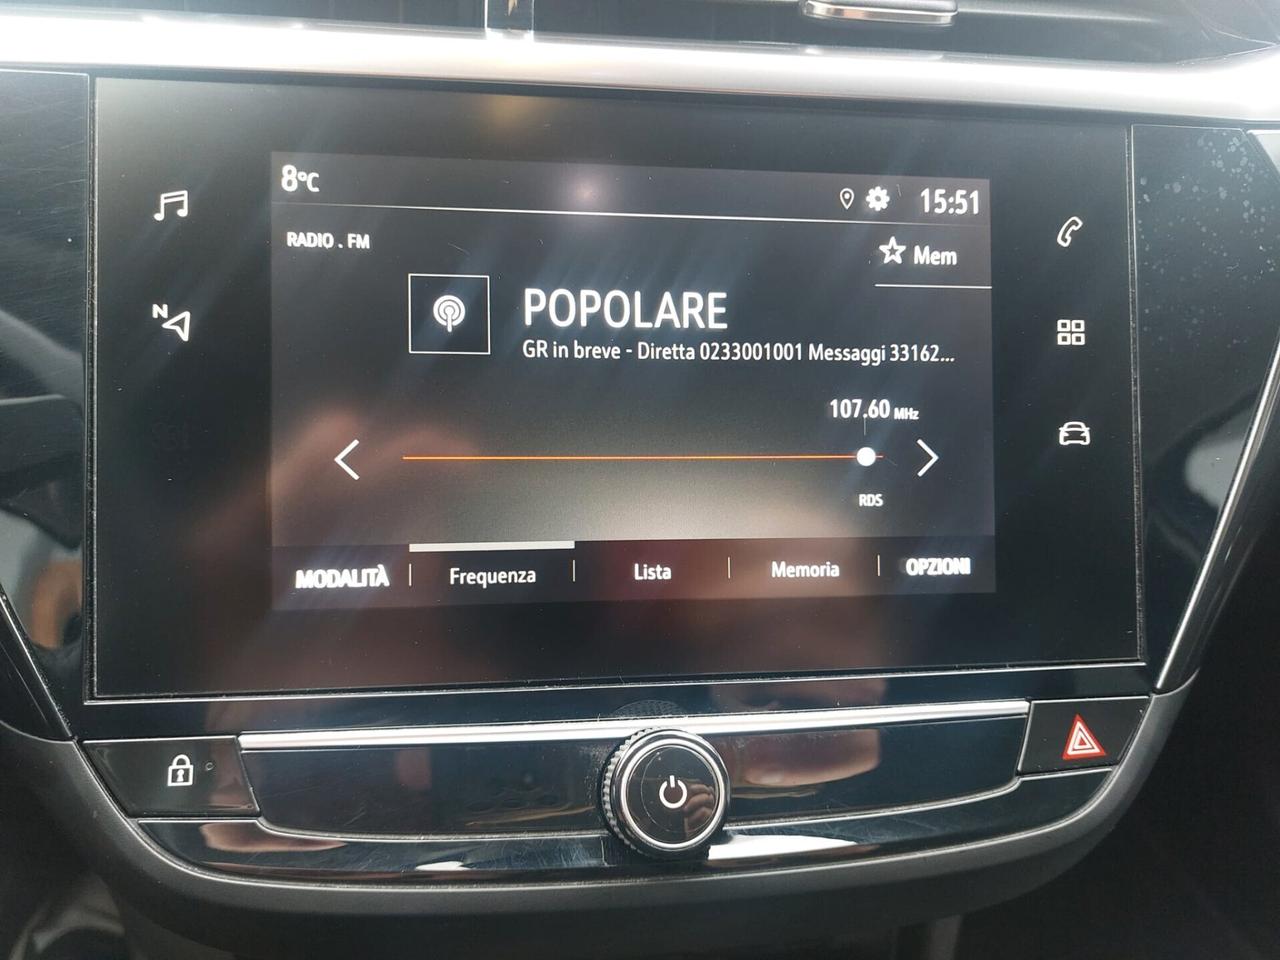 8°C
15:51
RADIO . FM
Mem
POPOLARE
GR in breve - Diretta 0233001001 Messaggi 33162...
107.60 MHz
N
RDS
MODALITÀ
Frequenza
Lista
Memoria
OPZIONI